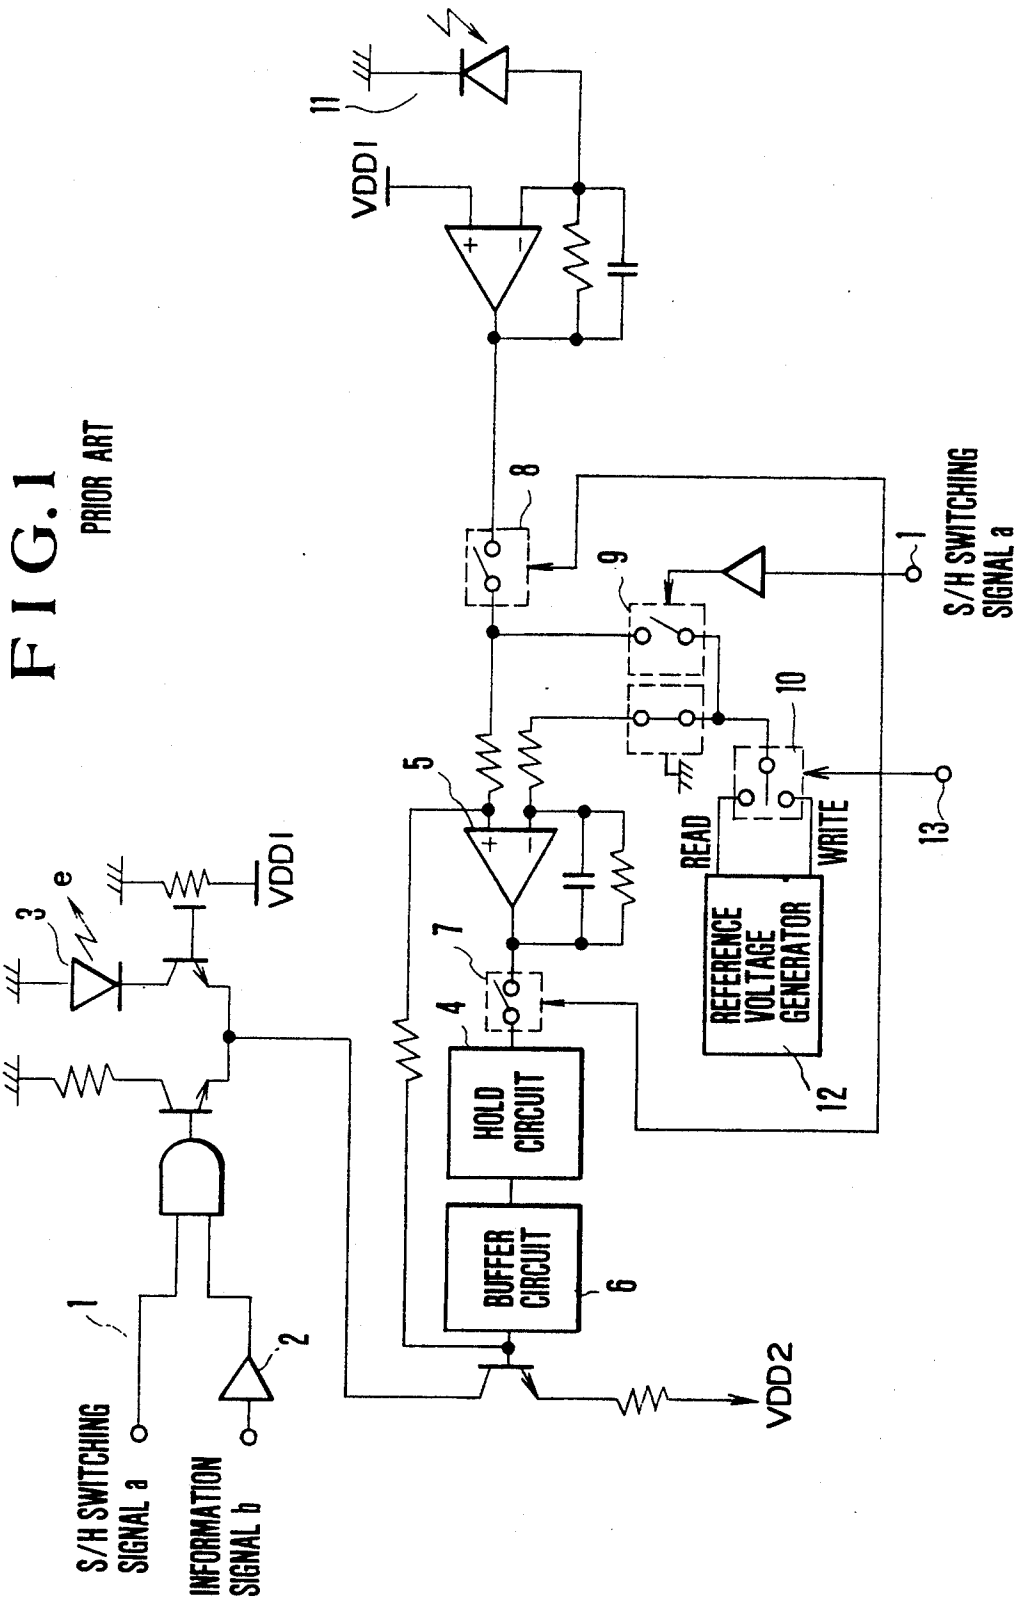 FIG.1
PRIOR ART
S/H SWITCHING
SIGNAL a
1
INFORMATION
SIGNAL b
2
3
e
VDD1
VDD1
11
+
−
8
5
+
−
7
4
HOLD
CIRCUIT
BUFFER
CIRCUIT
6
VDD2
9
10
READ
WRITE
REFERENCE
VOLTAGE
GENERATOR
12
13
1
S/H SWITCHING
SIGNAL a